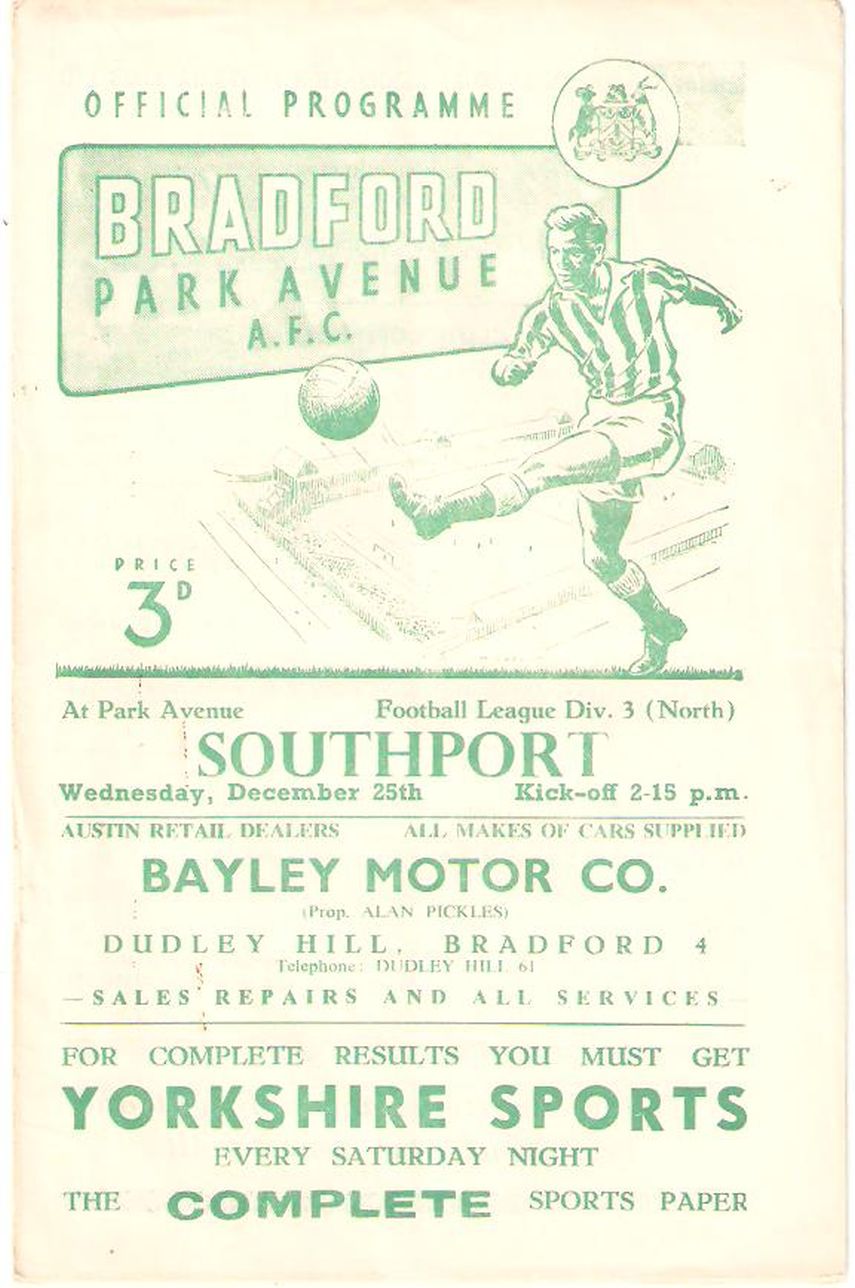 OFFICIAL PROGRAMME
BRADFORD
PARK AVENUE
A.F.C.
PRICE
3D
At Park Avenue Football League Div. 3 (North)
SOUTHPORT
Wednesday, December 25th Kick-off 2-15 p.m.
AUSTIN RETAIL DEALERS ALL MAKES OF CARS SUPPLIED
BAYLEY MOTOR CO.
(Prop. ALAN PICKLES)
DUDLEY HILL, BRADFORD 4
Telephone: DUDLEY HILL 61
—SALES REPAIRS AND ALL SERVICES—
FOR COMPLETE RESULTS YOU MUST GET
YORKSHIRE SPORTS
EVERY SATURDAY NIGHT
THE COMPLETE SPORTS PAPER